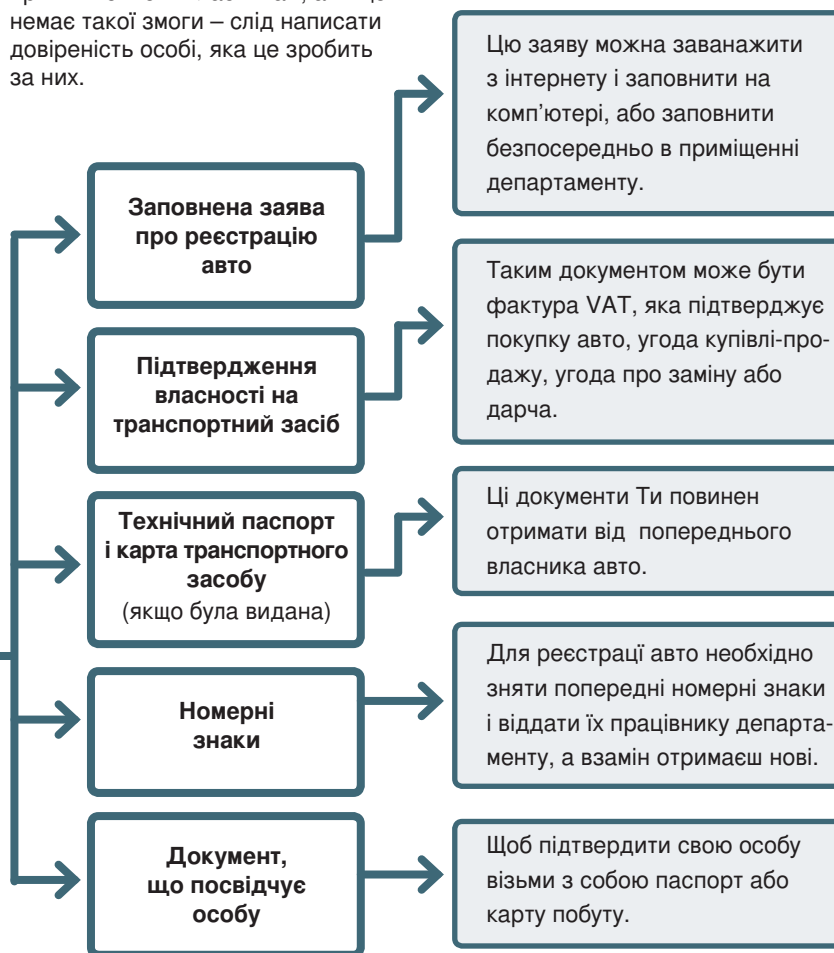 немає такої змоги – слід написати
довіреність особі, яка це зробить
за них.
Заповнена заява
про реєстрацію
авто
Цю заяву можна заванажити
з інтернету і заповнити на
комп’ютері, або заповнити
безпосередньо в приміщенні
департаменту.
Підтвердження
власності на
транспортний засіб
Таким документом може бути
фактура VAT, яка підтверджує
покупку авто, угода купівлі-про-
дажу, угода про заміну або
дарча.
Технічний паспорт
і карта транспортного
засобу
(якщо була видана)
Ці документи Ти повинен
отримати від попереднього
власника авто.
Номерні
знаки
Для реєстрації авто необхідно
зняти попередні номерні знаки
і віддати їх працівнику департа-
менту, а взамін отримаєш нові.
Документ,
що посвідчує
особу
Щоб підтвердити свою особу
візьми з собою паспорт або
карту побуту.